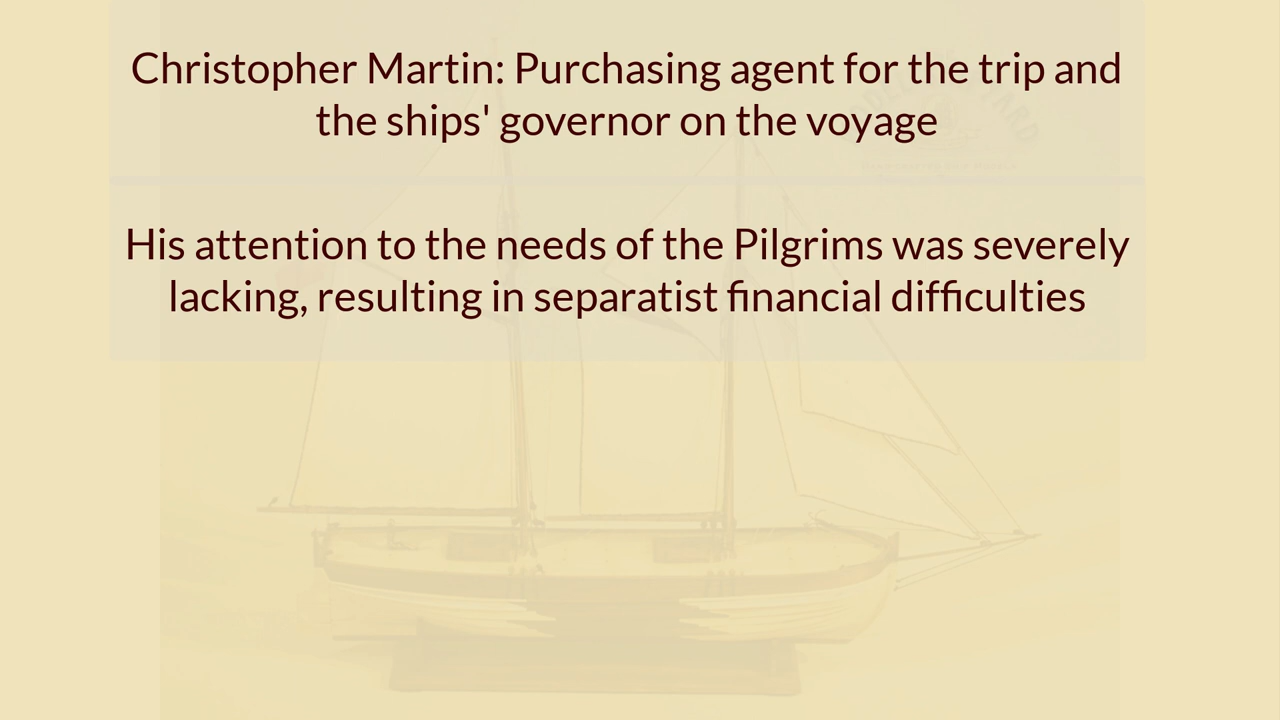 Christopher Martin: Purchasing agent for the trip and
the ships' governor on the voyage
His attention to the needs of the Pilgrims was severely
lacking, resulting in separatist financial difficulties